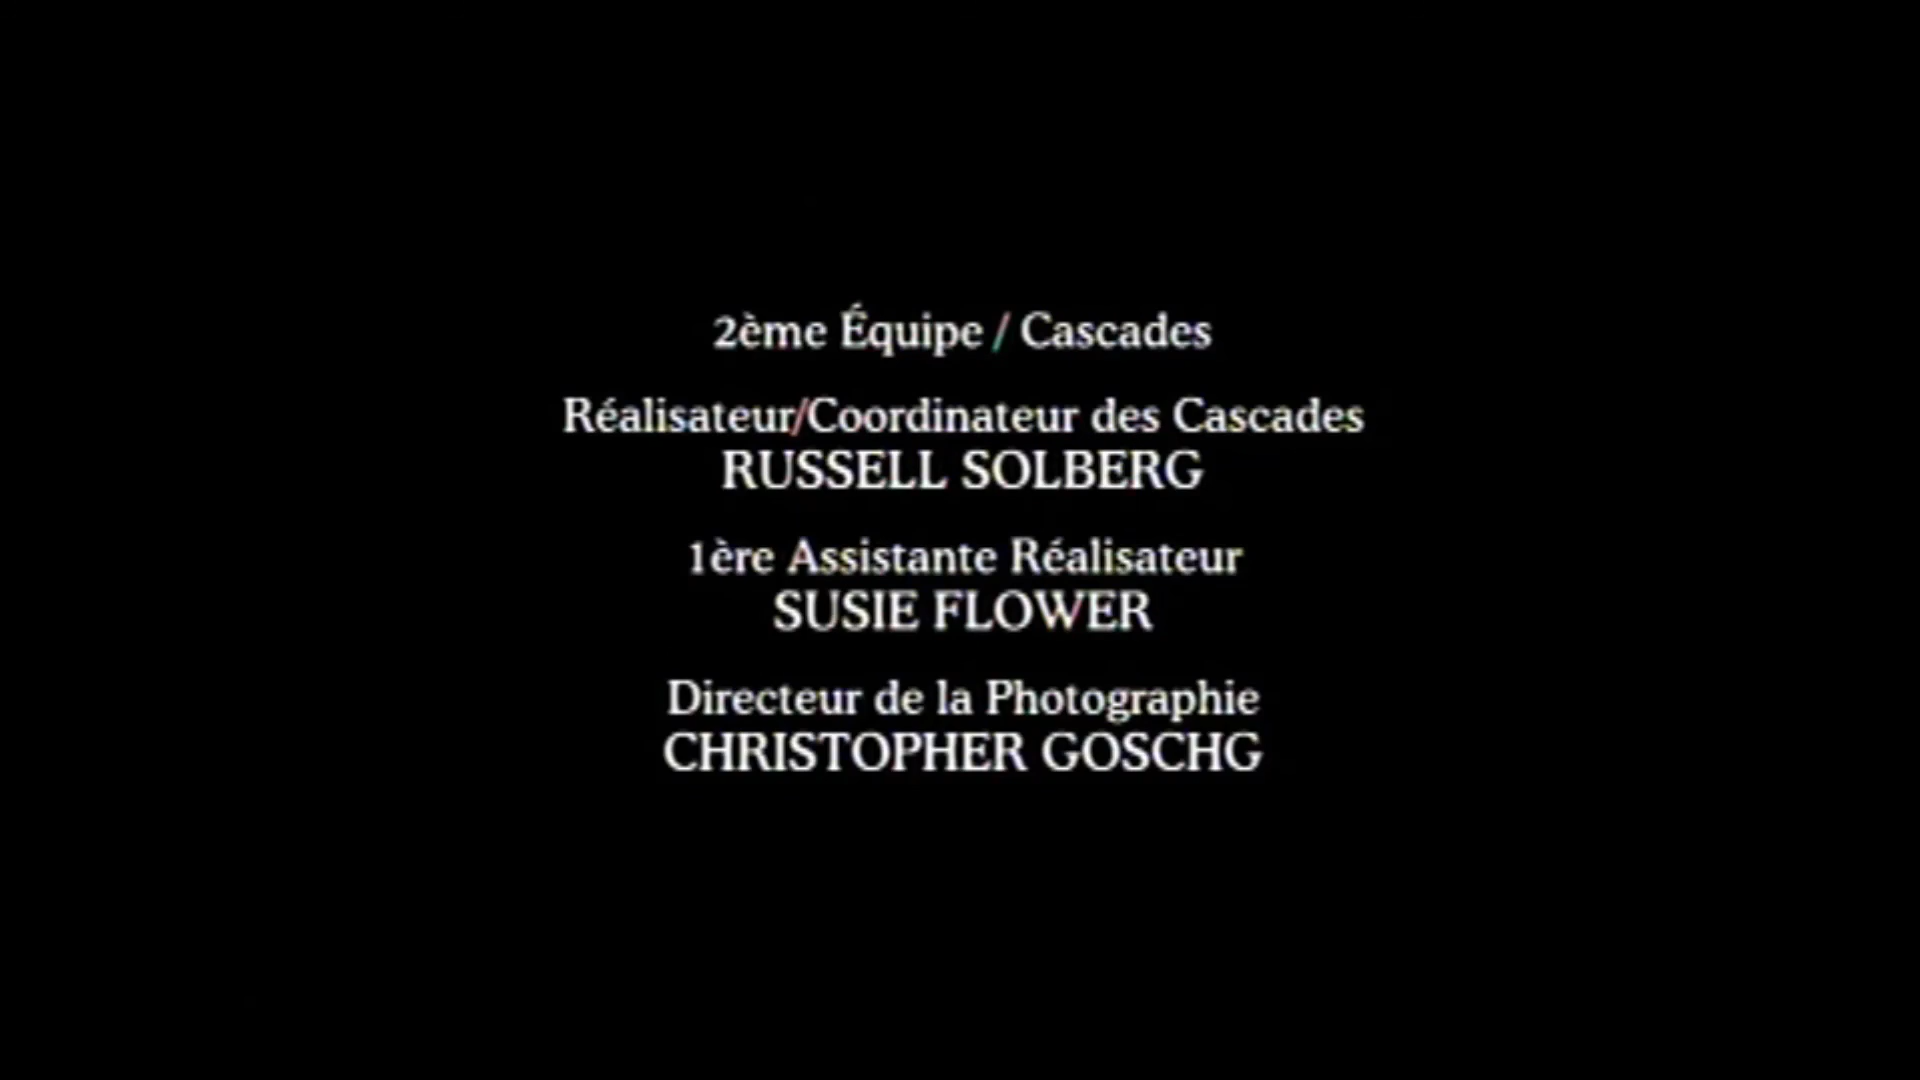 2ème Équipe / Cascades
Réalisateur/Coordinateur des Cascades
RUSSELL SOLBERG
1ère Assistante Réalisateur
SUSIE FLOWER
Directeur de la Photographie
CHRISTOPHER GOSCHG